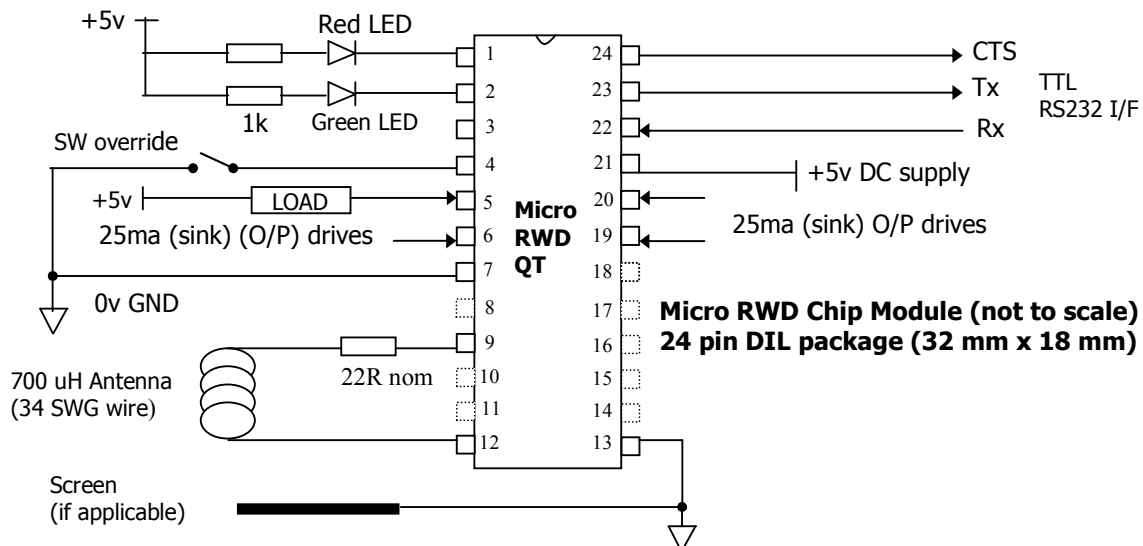 +5v
Red LED
1k
Green LED
SW override
+5v
LOAD
25ma (sink) (O/P) drives
0v GND
700 uH Antenna
(34 SWG wire)
22R nom
Screen
(if applicable)
1
2
3
4
5
6
7
8
9
10
11
12
Micro
RWD
QT
24
23
22
21
20
19
18
17
16
15
14
13
CTS
Tx
Rx
TTL
RS232 I/F
+5v DC supply
25ma (sink) O/P drives
Micro RWD Chip Module (not to scale)
24 pin DIL package (32 mm x 18 mm)